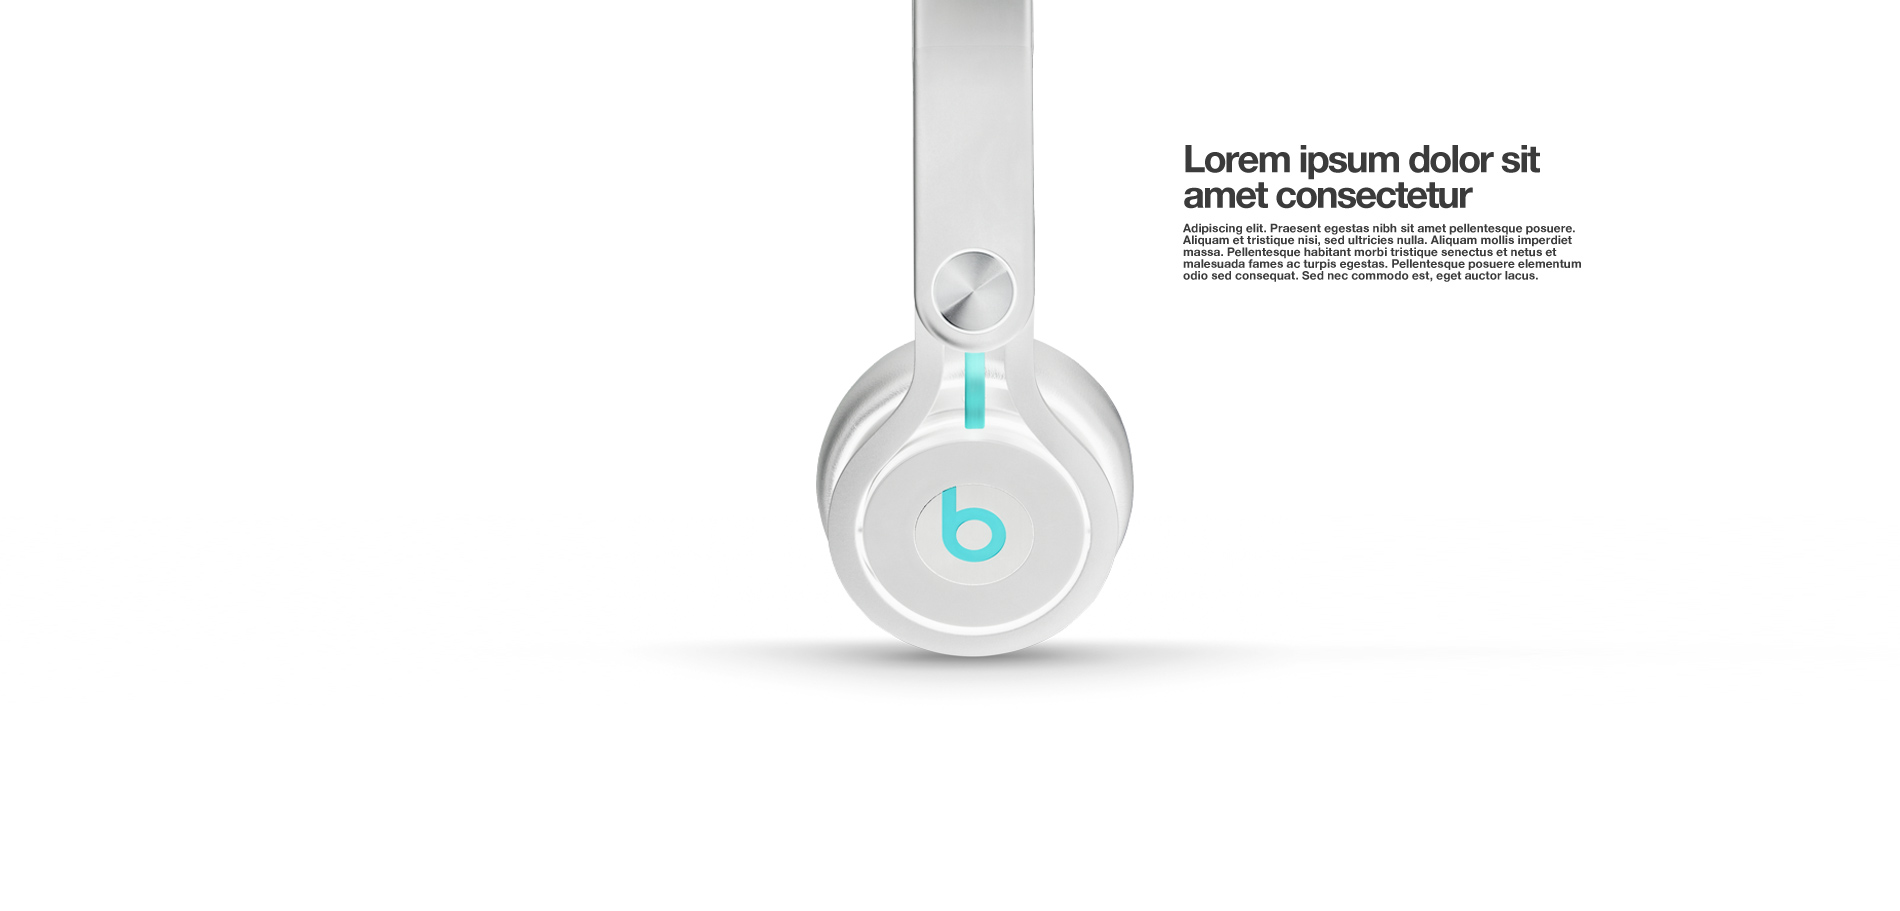 Lorem ipsum dolor sit
amet consectetur
Adipiscing elit. Praesent egestas nibh sit amet pellentesque posuere.
Aliquam et tristique nisi, sed ultricies nulla. Aliquam mollis imperdiet
massa. Pellentesque habitant morbi tristique senectus et netus et
malesuada fames ac turpis egestas. Pellentesque posuere elementum
odio sed consequat. Sed nec commodo est, eget auctor lacus.
b